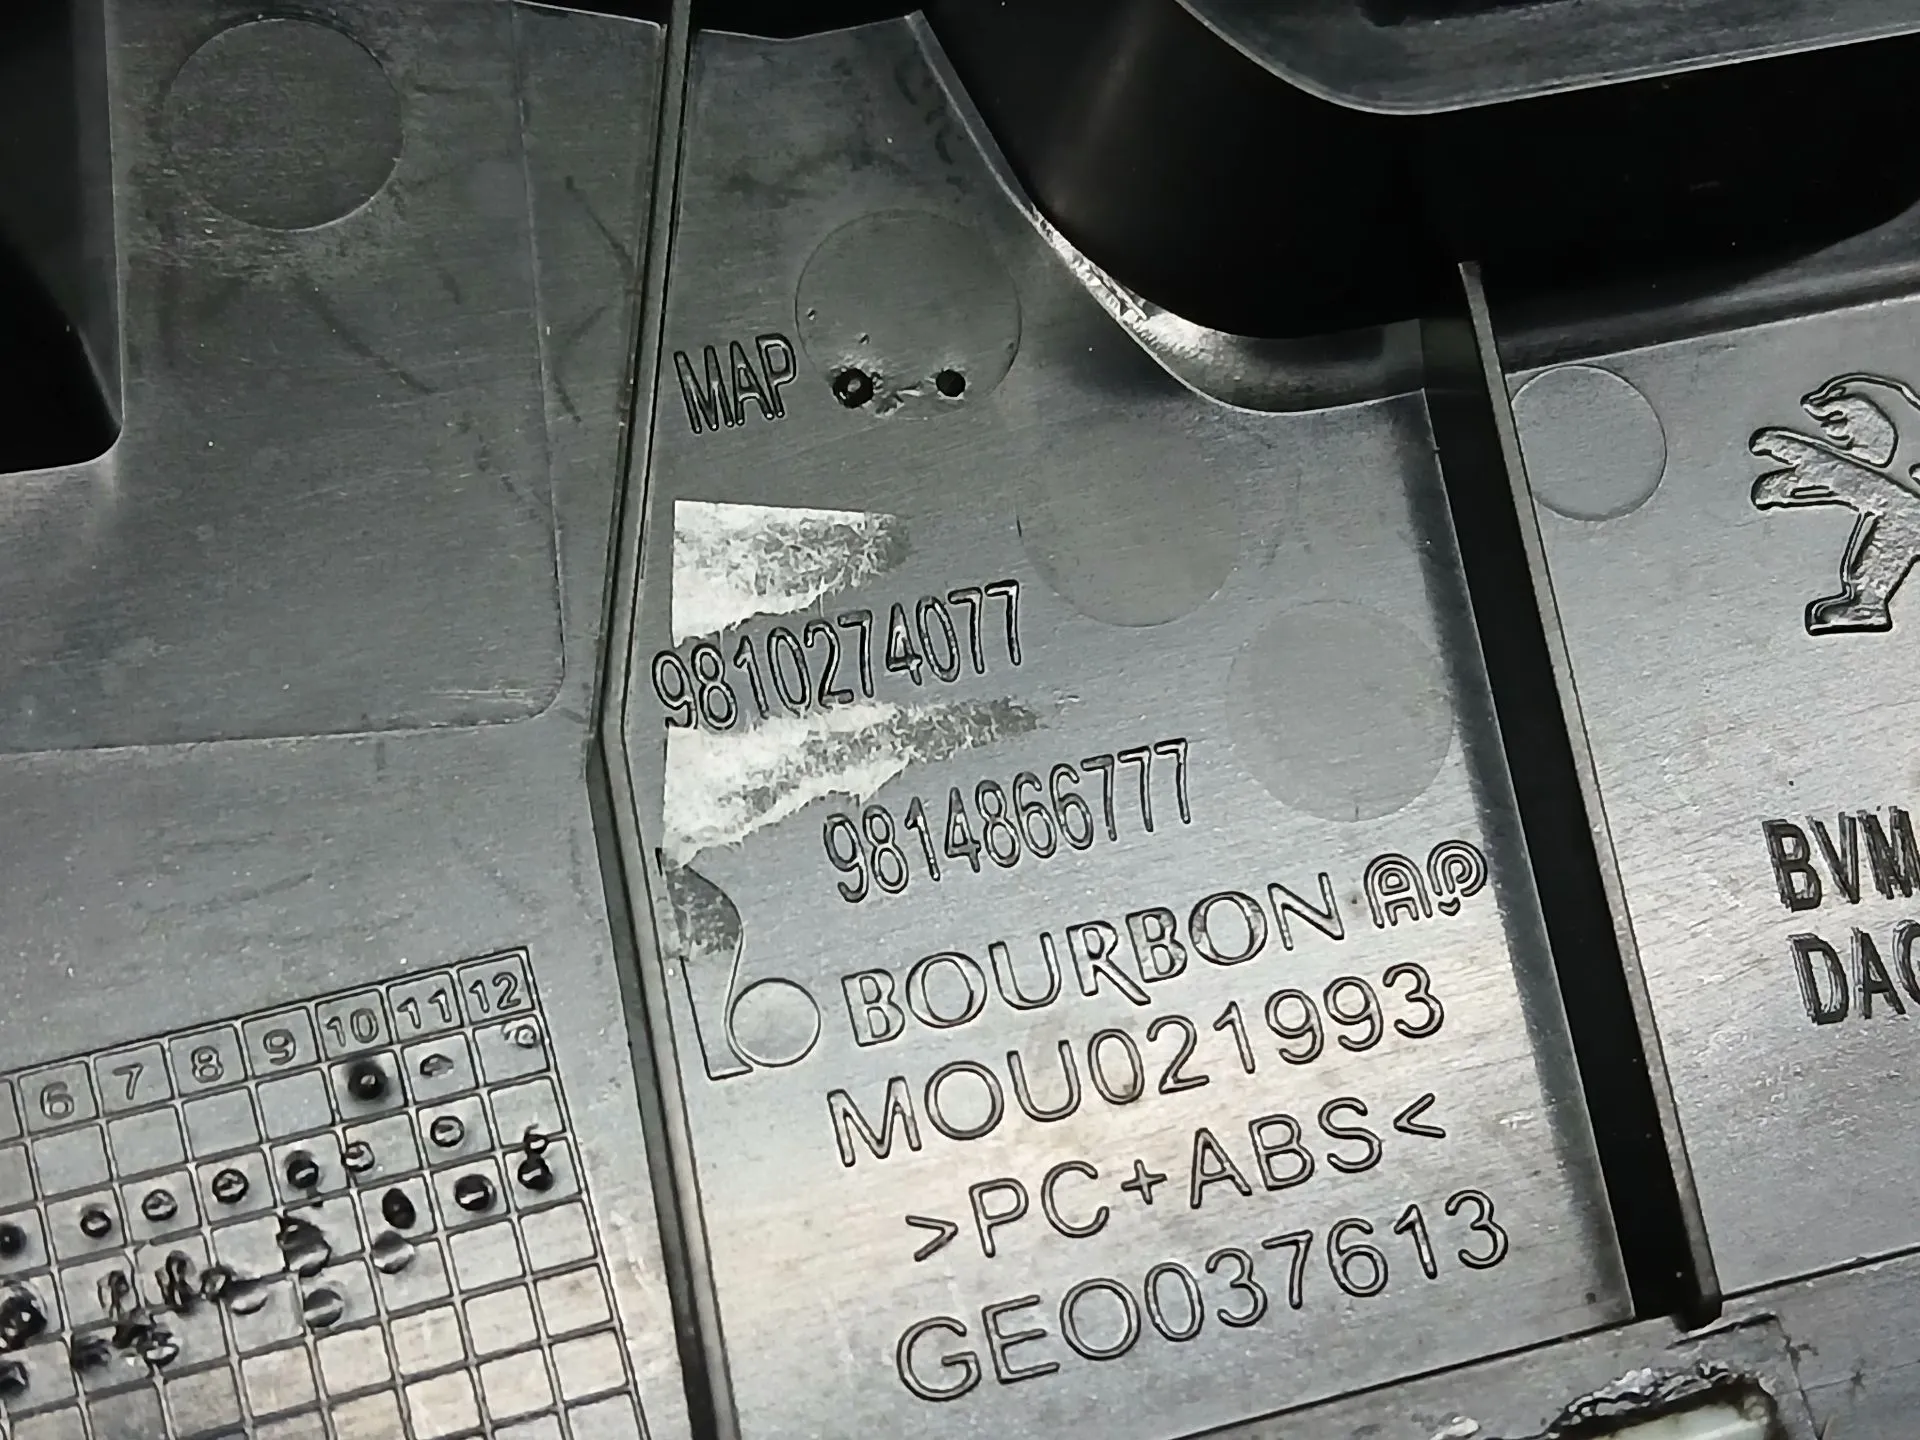 MAP
9810274077
9814866777
BOURBON AP
MOU021993
>PC+ABS<
GEO037613
6 7 8 9 10 11 12
BVM